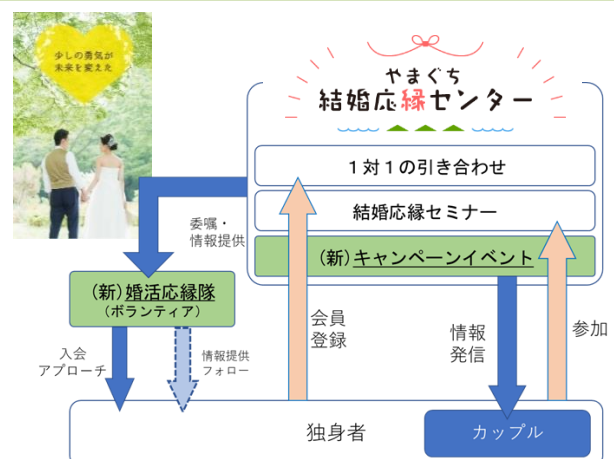 少しの勇気が
未来を変えた
やまぐち
結婚応縁センター
１対１の引き合わせ
結婚応縁セミナー
(新)キャンペーンイベント
委嘱・
情報提供
(新)婚活応縁隊
(ボランティア)
入会
アプローチ
情報提供
フォロー
会員
登録
情報
発信
参加
独身者
カップル